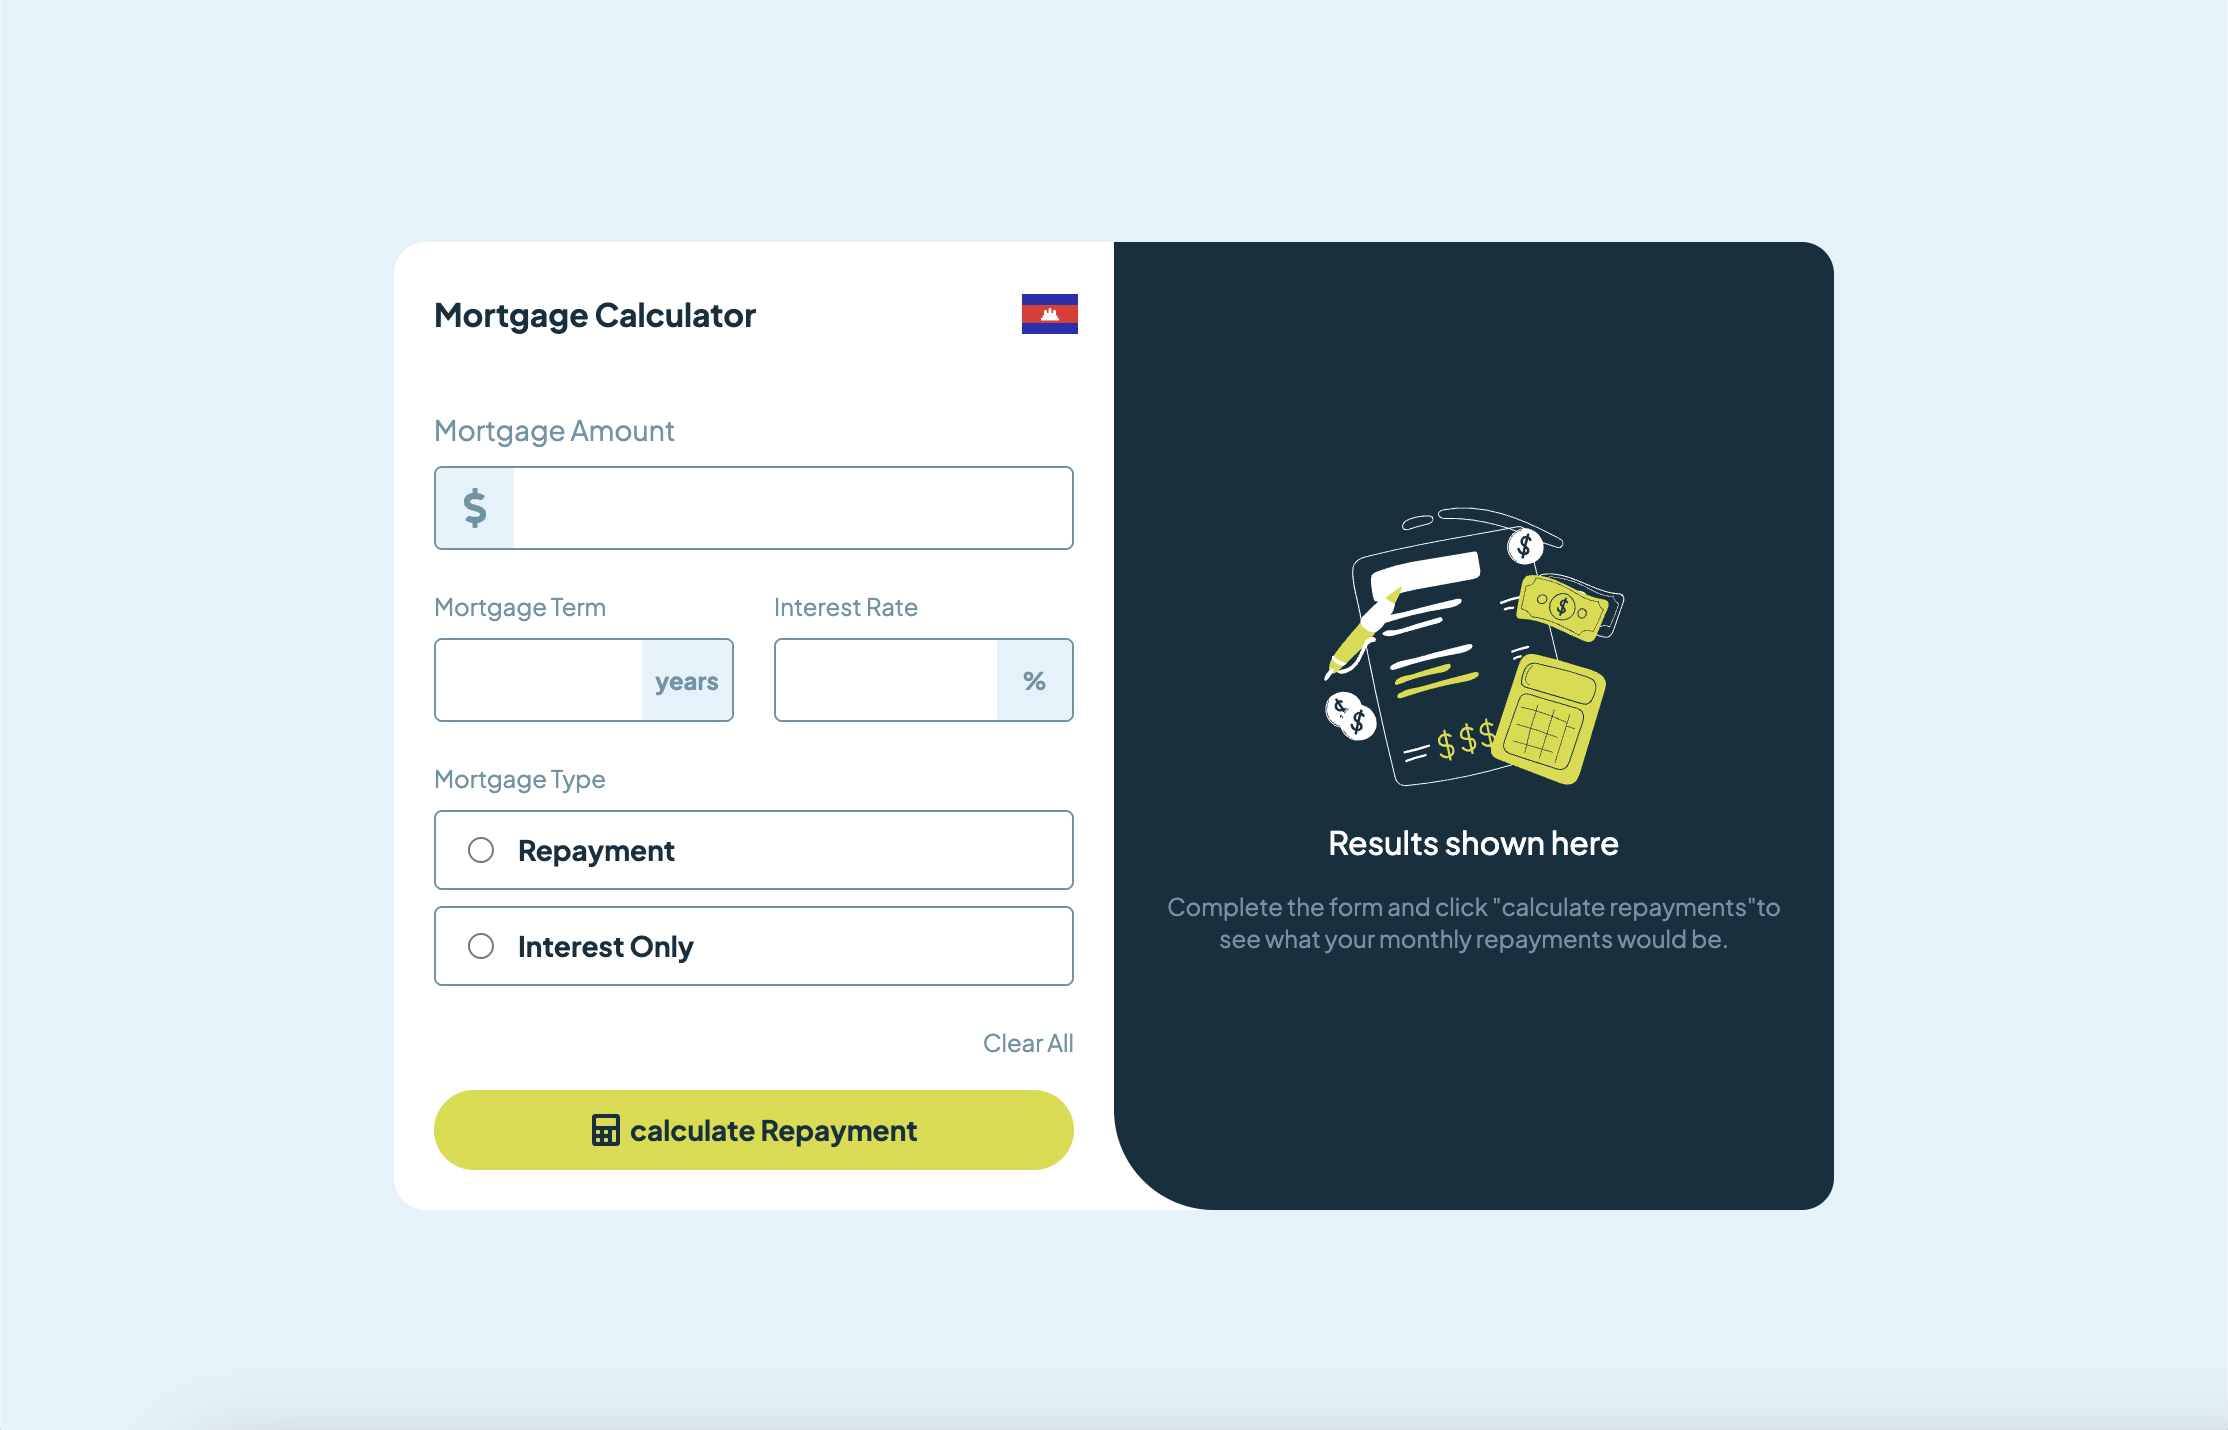 Mortgage Calculator
Mortgage Amount
$
Mortgage Term
Interest Rate
years
%
Mortgage Type
Repayment
Interest Only
Clear All
calculate Repayment
$
$
$
$
$$$
Results shown here
Complete the form and click "calculate repayments"to
see what your monthly repayments would be.